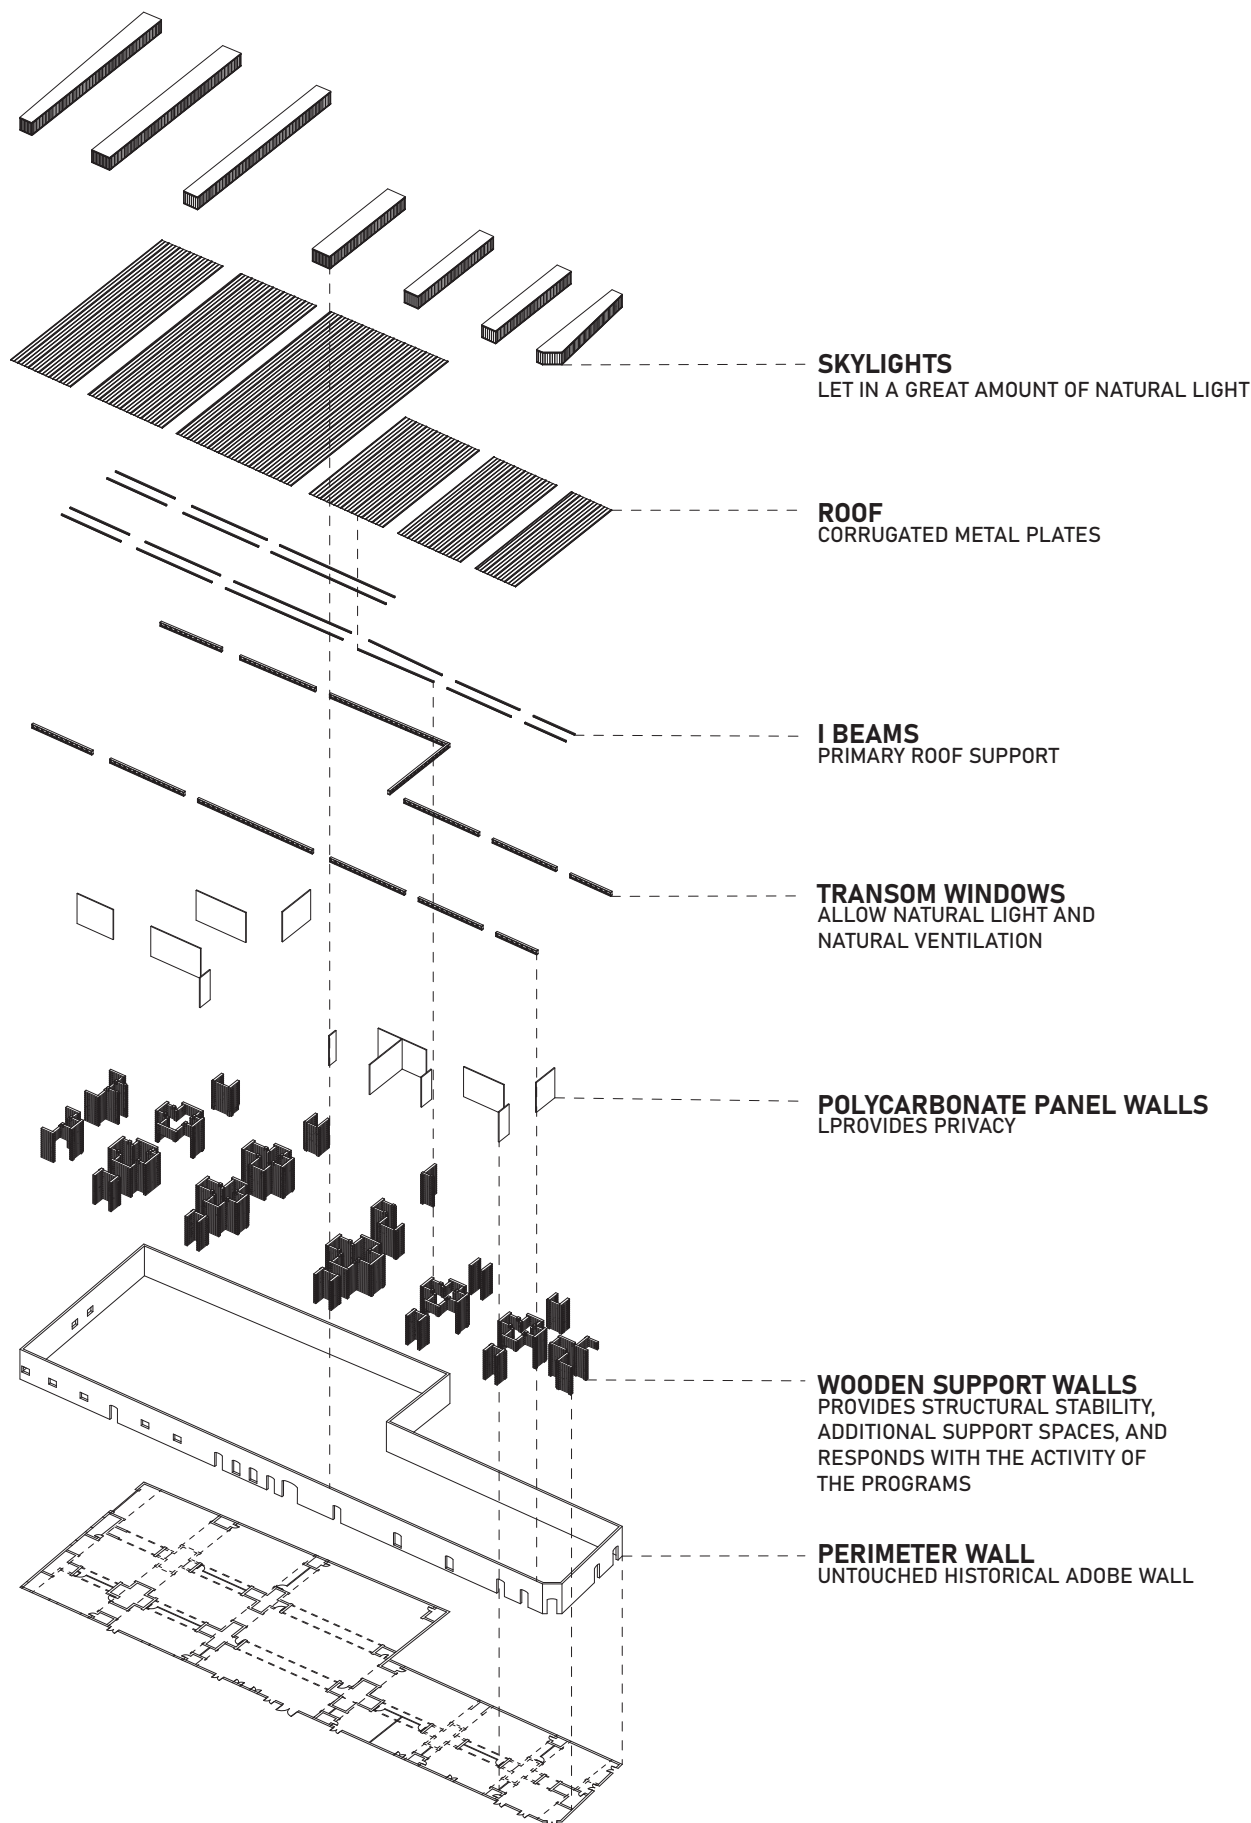 SKYLIGHTS
LET IN A GREAT AMOUNT OF NATURAL LIGHT
ROOF
CORRUGATED METAL PLATES
I BEAMS
PRIMARY ROOF SUPPORT
TRANSOM WINDOWS
ALLOW NATURAL LIGHT AND
NATURAL VENTILATION
POLYCARBONATE PANEL WALLS
LPROVIDES PRIVACY
WOODEN SUPPORT WALLS
PROVIDES STRUCTURAL STABILITY,
ADDITIONAL SUPPORT SPACES, AND
RESPONDS WITH THE ACTIVITY OF
THE PROGRAMS
PERIMETER WALL
UNTOUCHED HISTORICAL ADOBE WALL